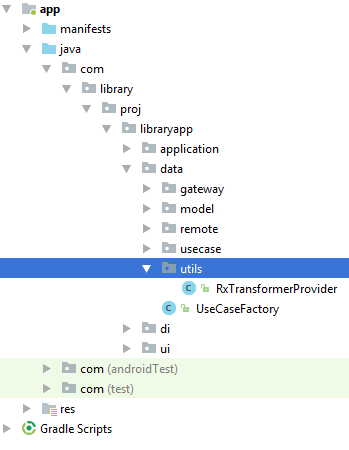 app
manifests
java
com
library
proj
libraryapp
application
data
gateway
model
remote
usecase
utils
RxTransformerProvider
UseCaseFactory
di
ui
com (androidTest)
com (test)
res
Gradle Scripts